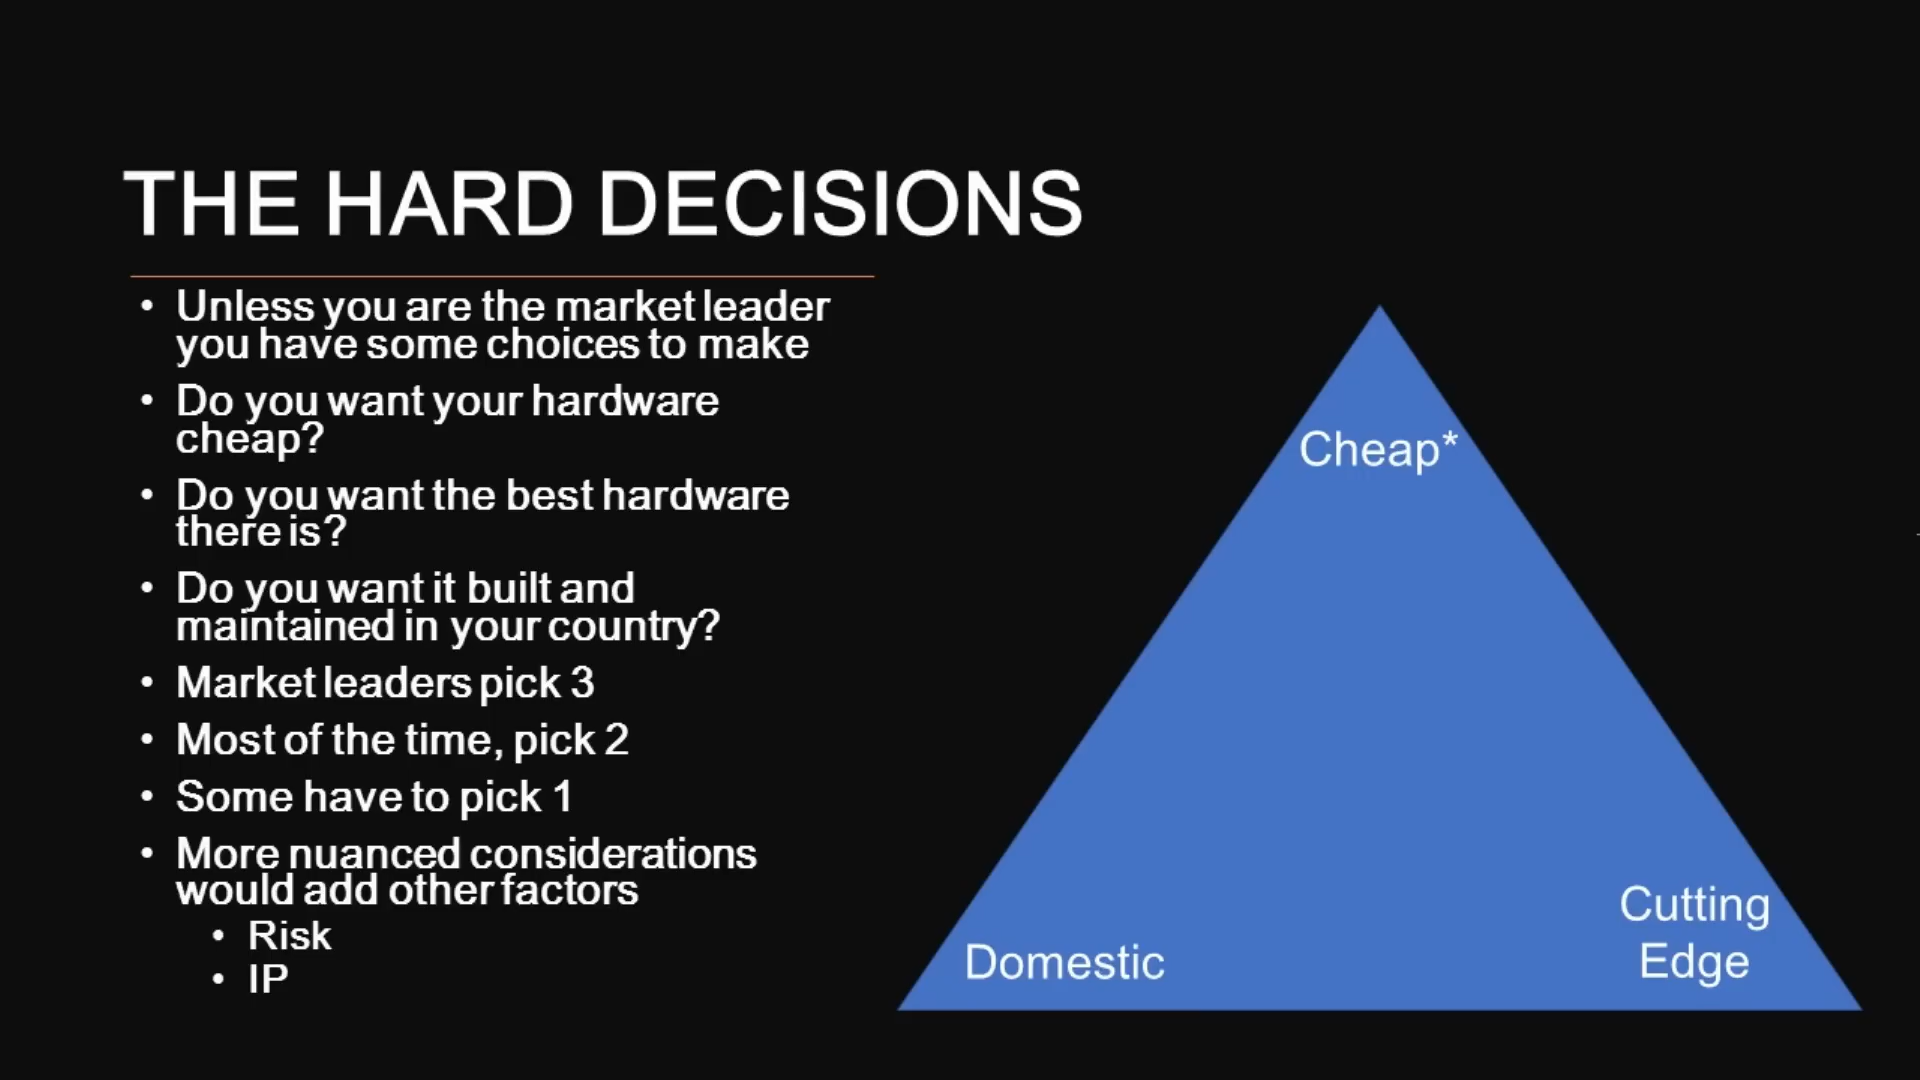 THE HARD DECISIONS
• Unless you are the market leader
you have some choices to make
• Do you want your hardware
cheap?
• Do you want the best hardware
there is?
• Do you want it built and
maintained in your country?
• Market leaders pick 3
• Most of the time, pick 2
• Some have to pick 1
• More nuanced considerations
would add other factors
• Risk
• IP
Cheap*
Domestic
Cutting
Edge